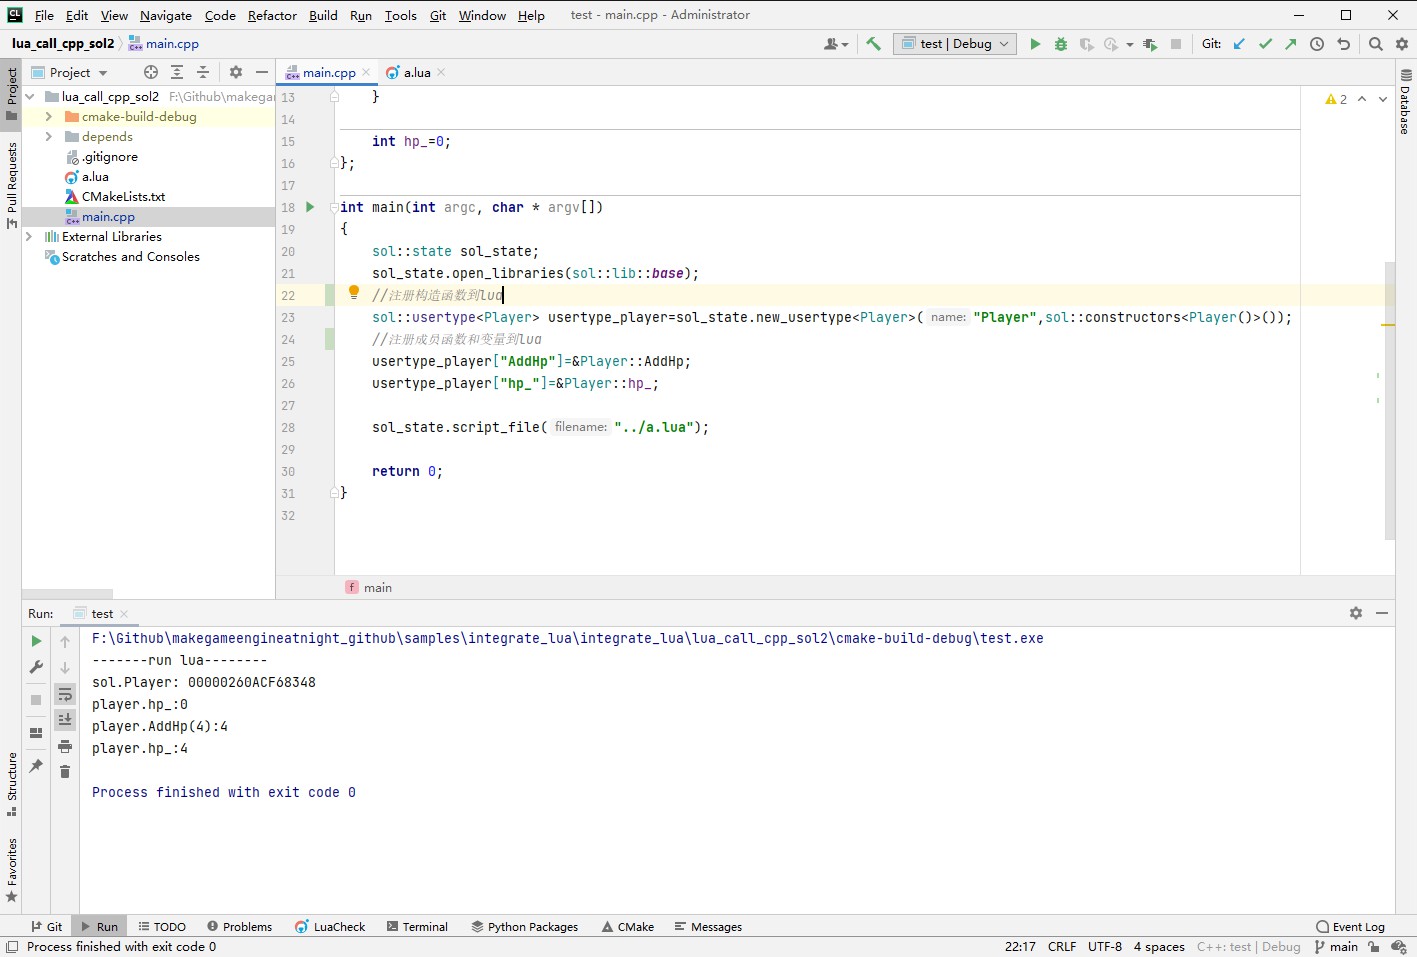 File Edit View Navigate Code Refactor Build Run Tools Git Window Help test - main.cpp - Administrator
lua_call_cpp_sol2 main.cpp test | Debug Git:
Project main.cpp a.lua
Project
Pull Requests
Structure
Favorites
Database
lua_call_cpp_sol2 F:\Github\makegar
cmake-build-debug
depends
.gitignore
a.lua
CMakeLists.txt
main.cpp
External Libraries
Scratches and Consoles
2
13 }
14
15 int hp_=0;
16 };
17
18 int main(int argc, char * argv[])
19 {
20 sol::state sol_state;
21 sol_state.open_libraries(sol::lib::base);
22 //注册构造函数到lua
23 sol::usertype<Player> usertype_player=sol_state.new_usertype<Player>( name: "Player",sol::constructors<Player()>());
24 //注册成员函数和变量到lua
25 usertype_player["AddHp"]=&Player::AddHp;
26 usertype_player["hp_"]=&Player::hp_;
27
28 sol_state.script_file( filename: "../a.lua");
29
30 return 0;
31 }
32
f main
Run: test
F:\Github\makegameengineatnight_github\samples\integrate_lua\integrate_lua\lua_call_cpp_sol2\cmake-build-debug\test.exe
-------run lua--------
sol.Player: 00000260ACF68348
player.hp_:0
player.AddHp(4):4
player.hp_:4
Process finished with exit code 0
Git Run TODO Problems LuaCheck Terminal Python Packages CMake Messages Event Log
Process finished with exit code 0 22:17 CRLF UTF-8 4 spaces C++: test | Debug main